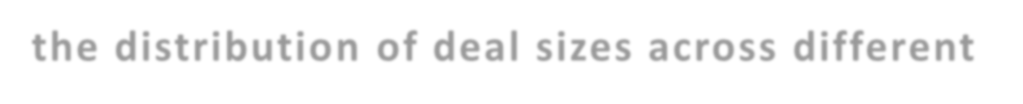 the distribution of deal sizes across different